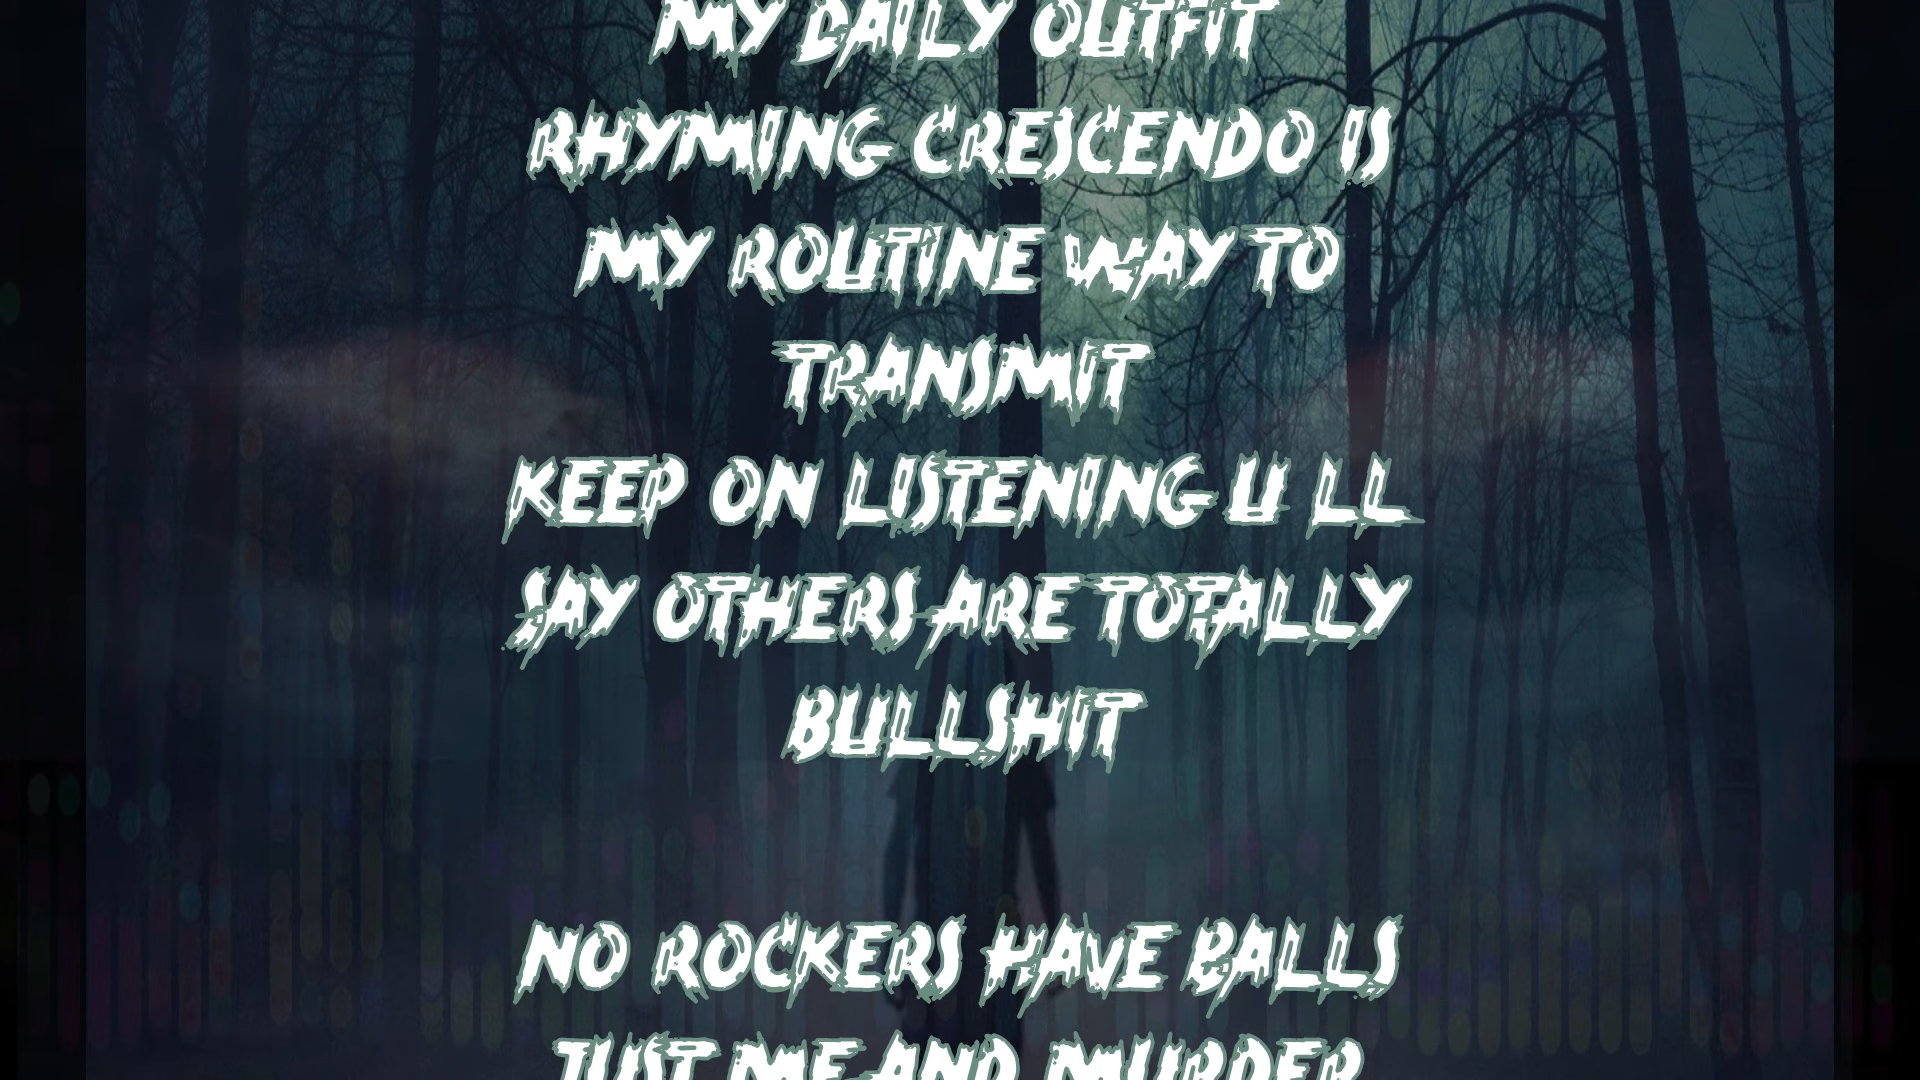 MY DAILY OUTFIT
RHYMING CRESCENDO IS
MY ROUTINE WAY TO
TRANSMIT
KEEP ON LISTENING U LL
SAY OTHERS ARE TOTALLY
BULLSHIT
NO ROCKERS HAVE BALLS
JUST ME AND MURDER